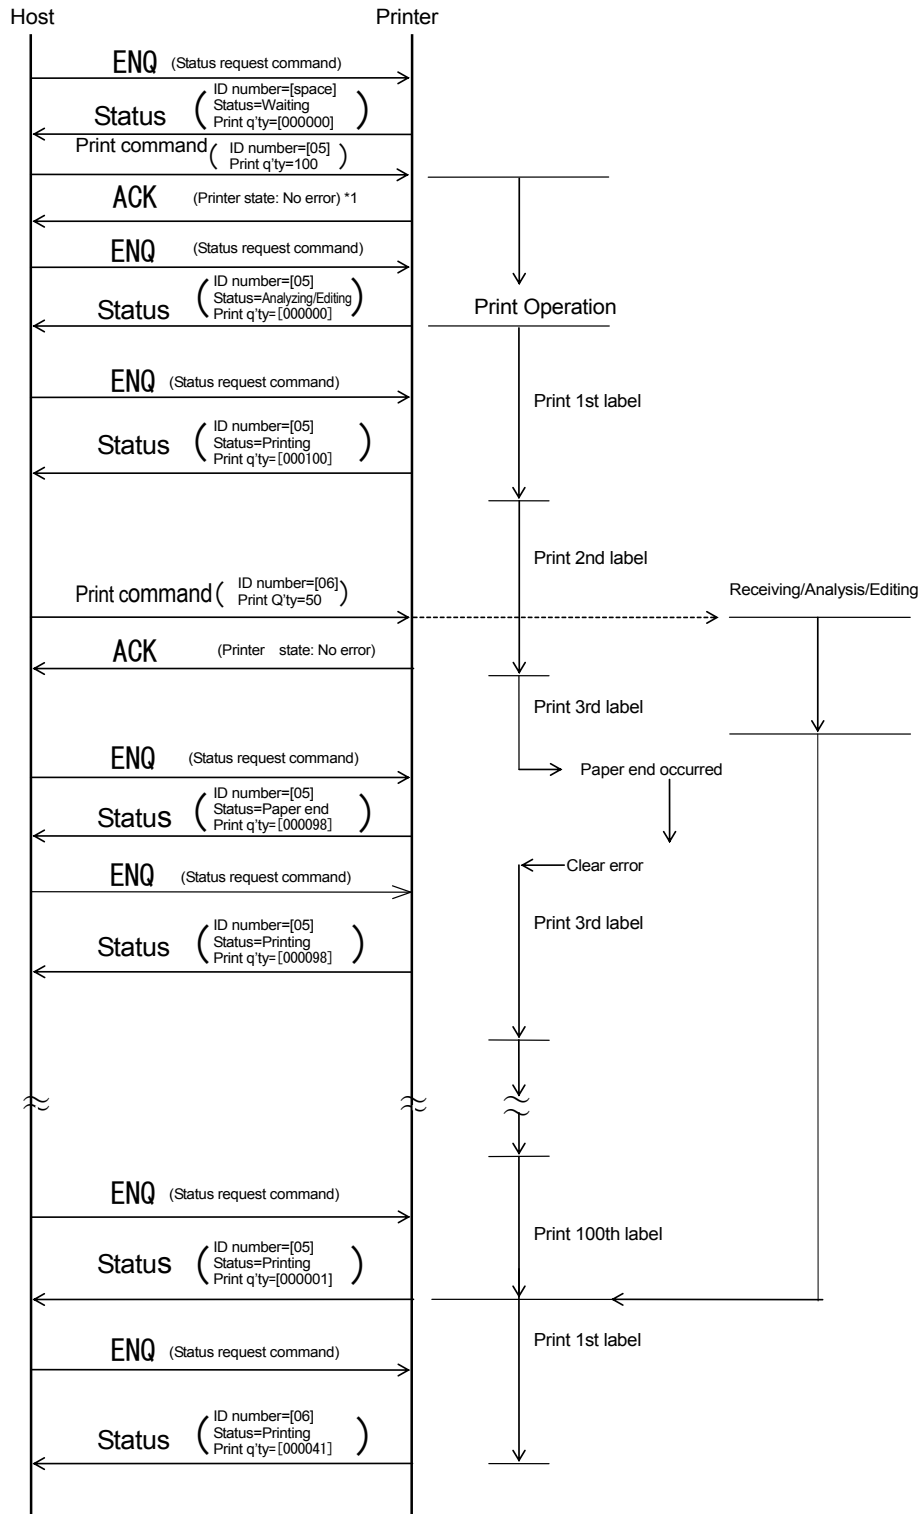 Host Printer
ENQ (Status request command)
ID number=[space]
Status Status=Waiting
Print q'ty=[000000]
Print command ID number=[05]
Print q'ty=100
ACK (Printer state: No error) *1
ENQ (Status request command)
ID number=[05]
Status Status=Analyzing/Editing
Print q'ty=[000000]
Print Operation
ENQ (Status request command)
Print 1st label
ID number=[05]
Status Status=Printing
Print q'ty=[000100]
Print 2nd label
Print command ID number=[06]
Print Q'ty=50
Receiving/Analysis/Editing
ACK (Printer state: No error)
Print 3rd label
ENQ (Status request command)
Paper end occurred
ID number=[05]
Status Status=Paper end
Print q'ty=[000098]
Clear error
ENQ (Status request command)
Print 3rd label
ID number=[05]
Status Status=Printing
Print q'ty=[000098]
ENQ (Status request command)
Print 100th label
ID number=[05]
Status Status=Printing
Print q'ty=[000001]
Print 1st label
ENQ (Status request command)
ID number=[06]
Status Status=Printing
Print q'ty=[000041]